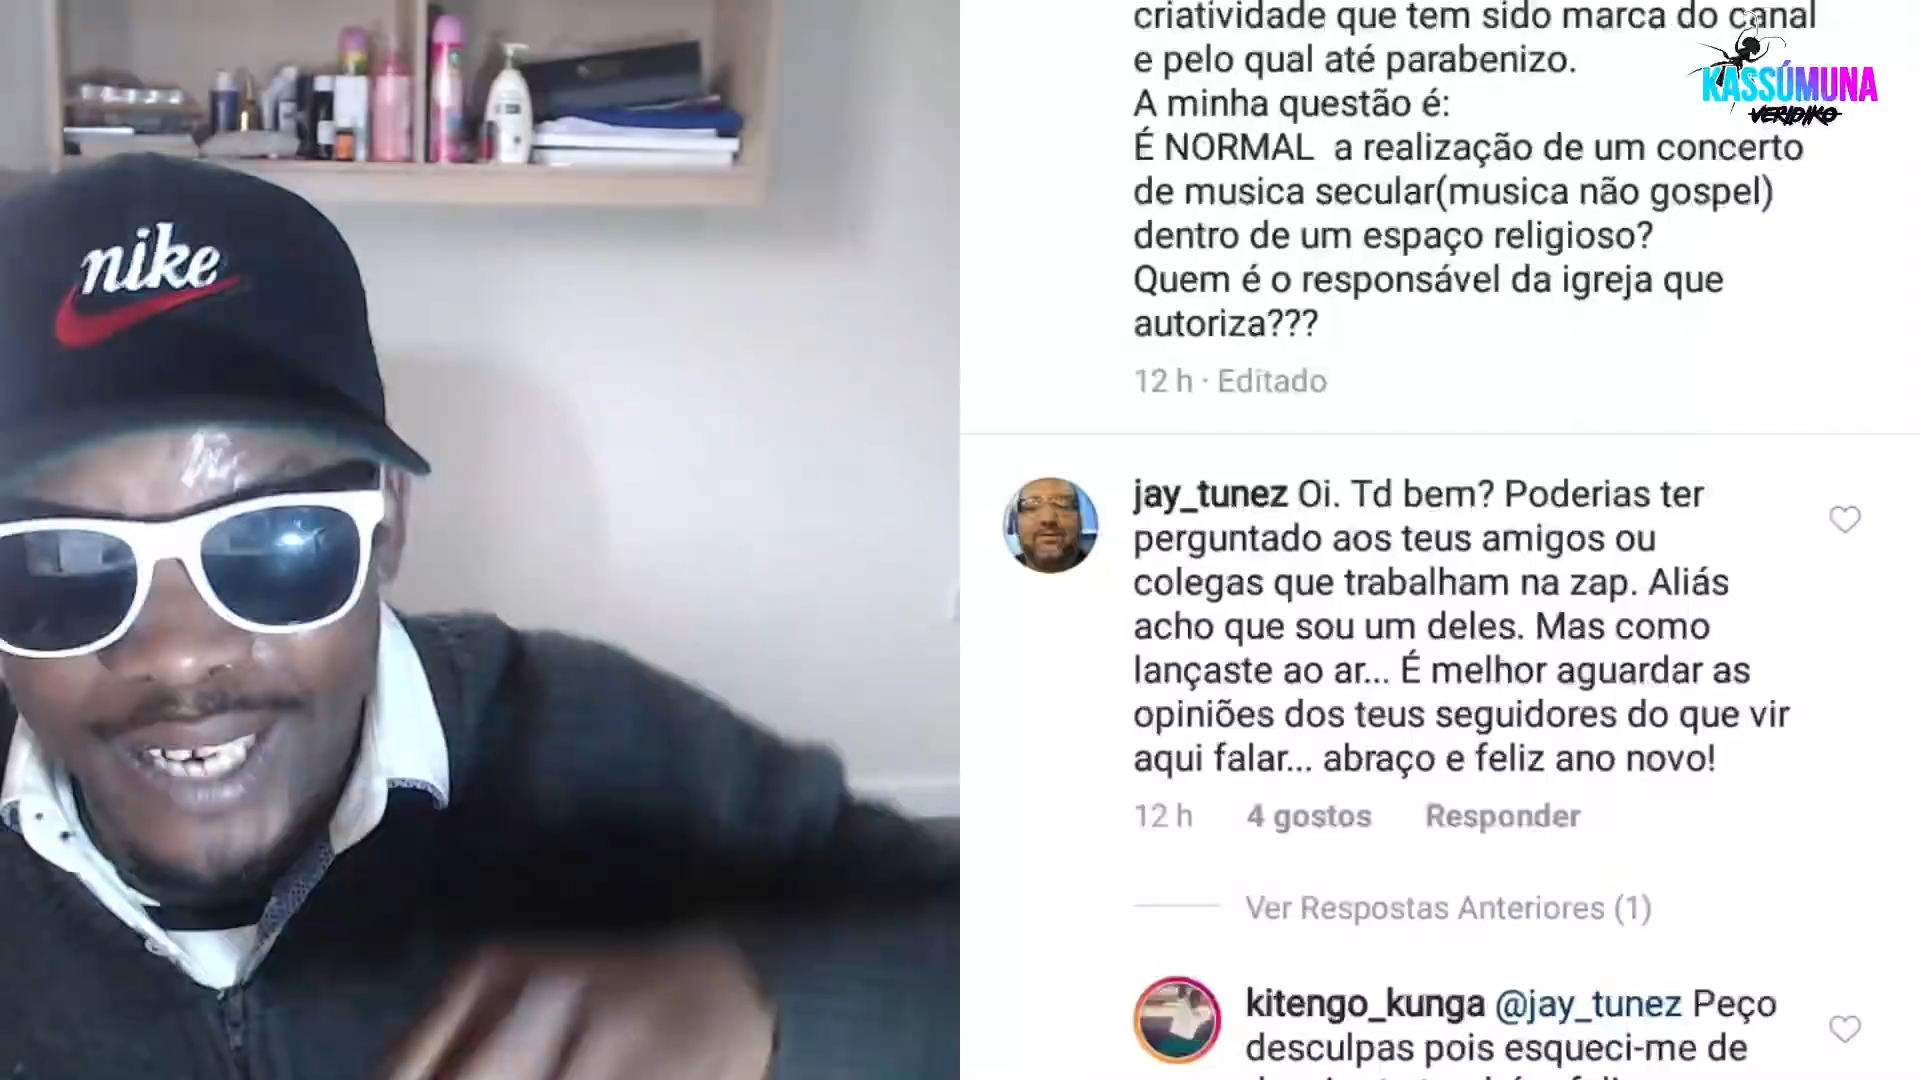 nike
criatividade que tem sido marca do canal
e pelo qual até parabenizo.
A minha questão é:
É NORMAL a realização de um concerto
de musica secular(musica não gospel)
dentro de um espaço religioso?
Quem é o responsável da igreja que
autoriza???
12 h · Editado
KASSÚMUNA
VERIDIKO
jay_tunez Oi. Td bem? Poderias ter
perguntado aos teus amigos ou
colegas que trabalham na zap. Aliás
acho que sou um deles. Mas como
lançaste ao ar... É melhor aguardar as
opiniões dos teus seguidores do que vir
aqui falar... abraço e feliz ano novo!
12 h 4 gostos Responder
Ver Respostas Anteriores (1)
kitengo_kunga @jay_tunez Peço
desculpas pois esqueci-me de